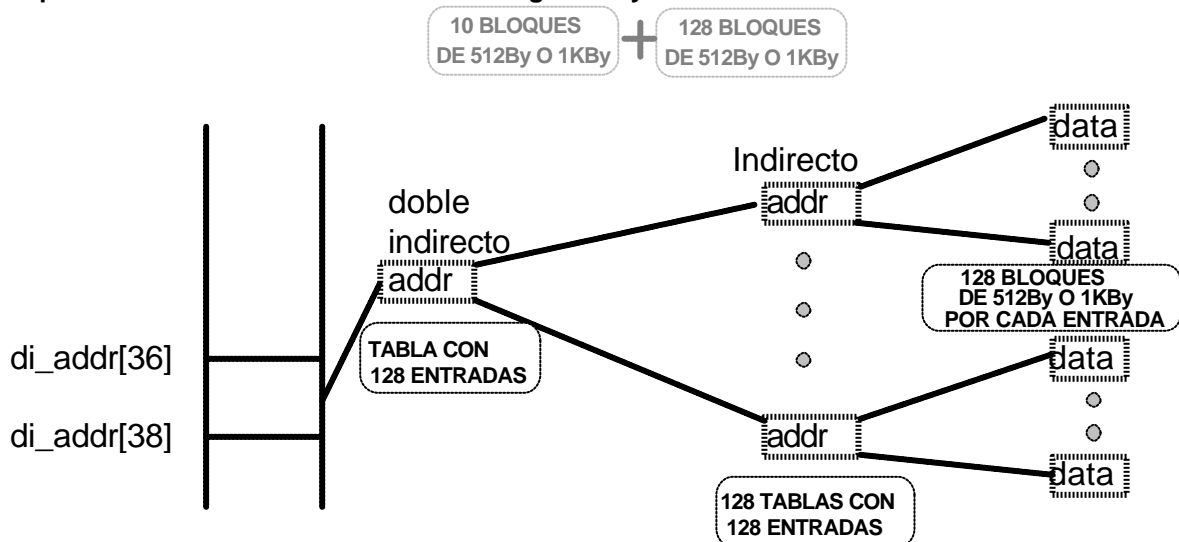 10 BLOQUES
DE 512By O 1KBy
128 BLOQUES
DE 512By O 1KBy
data
Indirecto
addr
data
doble
indirecto
addr
128 BLOQUES
DE 512By O 1KBy
POR CADA ENTRADA
TABLA CON
128 ENTRADAS
di_addr[36]
data
di_addr[38]
addr
data
128 TABLAS CON
128 ENTRADAS